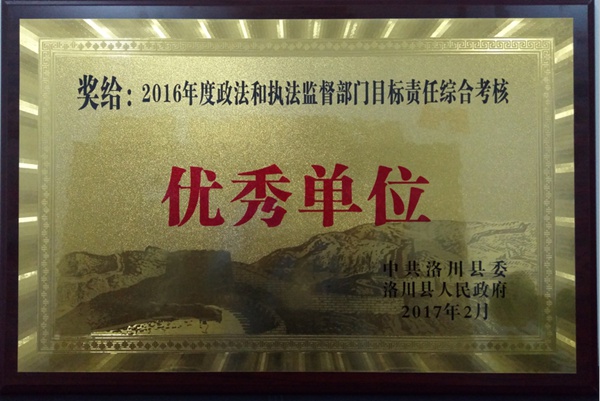 奖给：2016年度政法和执法监督部门目标责任综合考核
优秀单位
中共洛川县委
洛川县人民政府
2017年2月